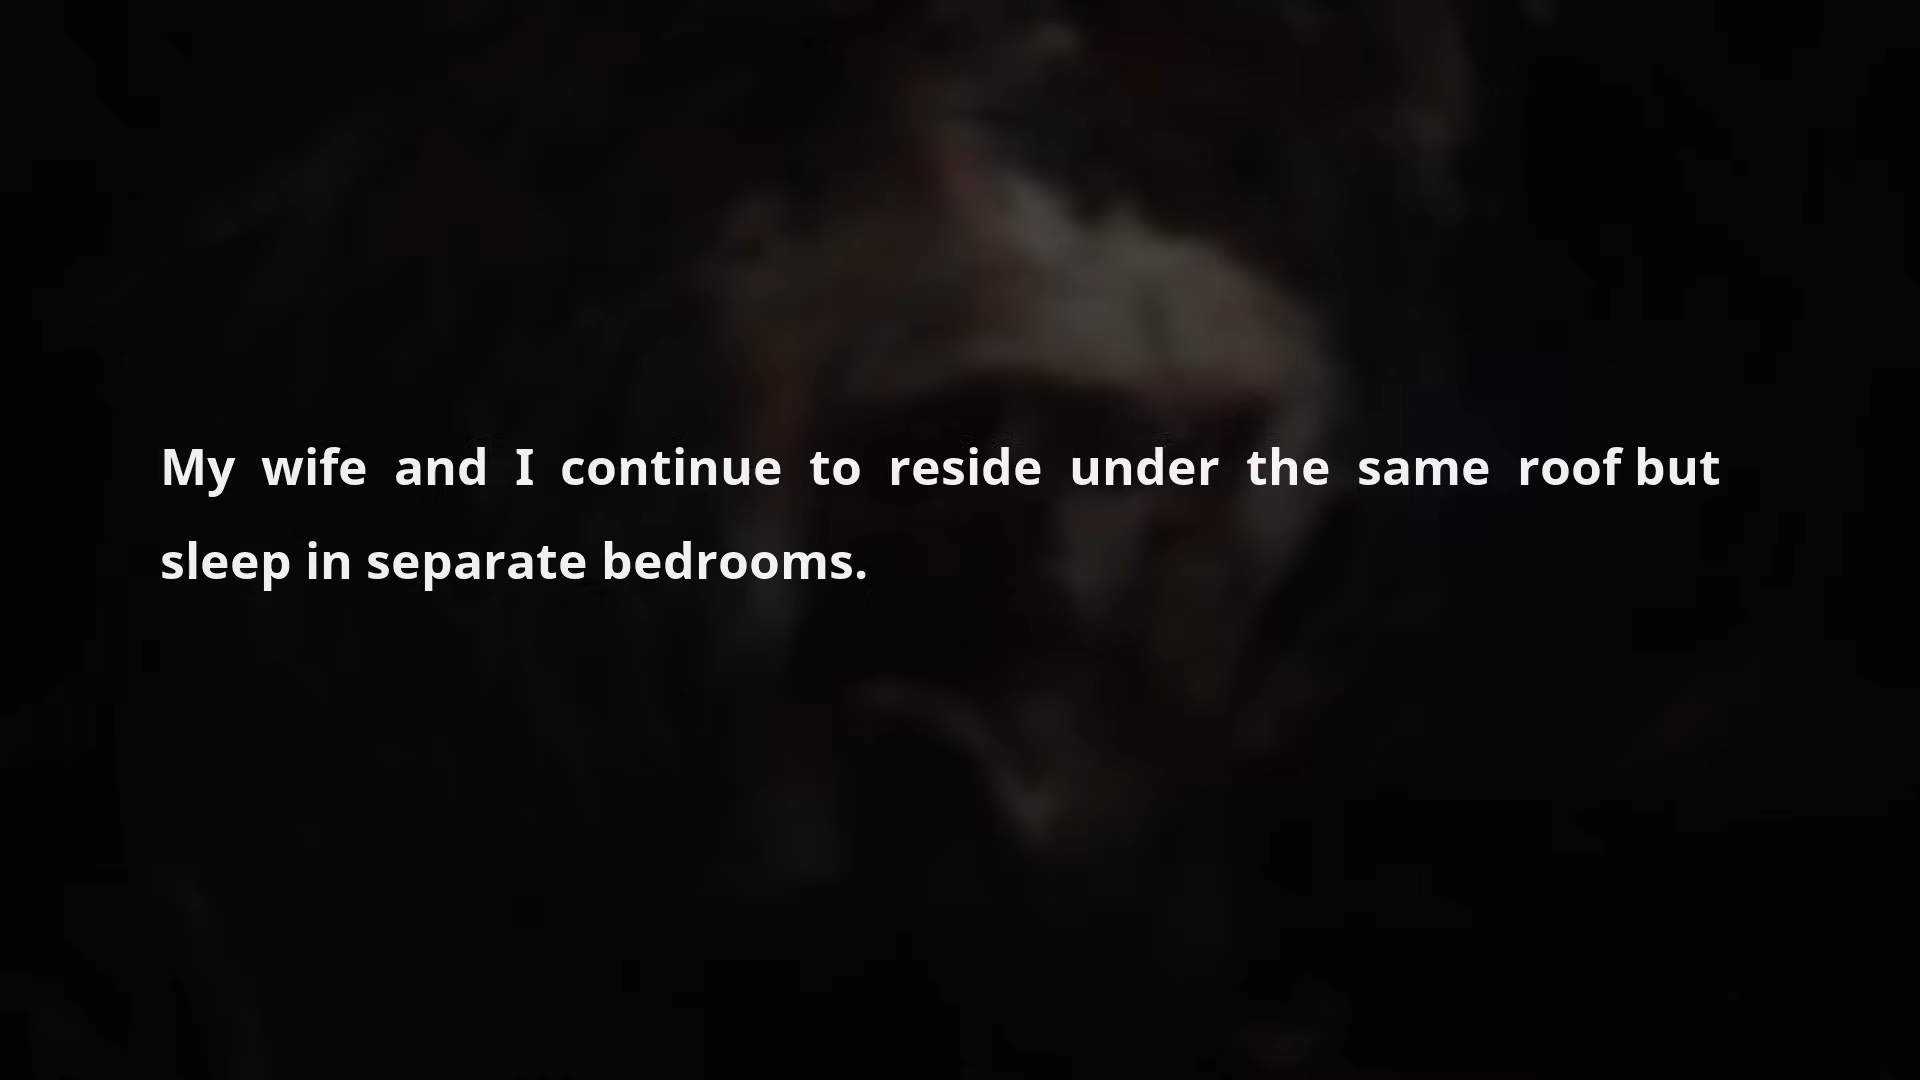 My wife and I continue to reside under the same roof but
sleep in separate bedrooms.